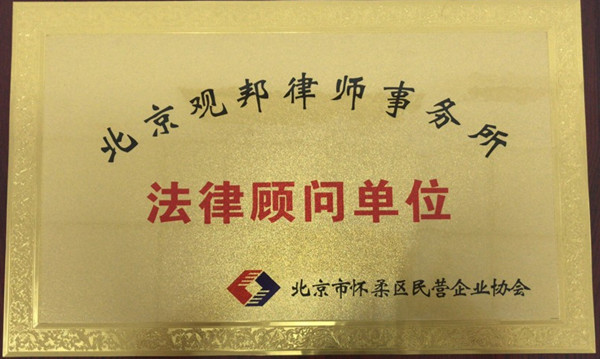 北京观邦律师事务所
法律顾问单位
北京市怀柔区民营企业协会